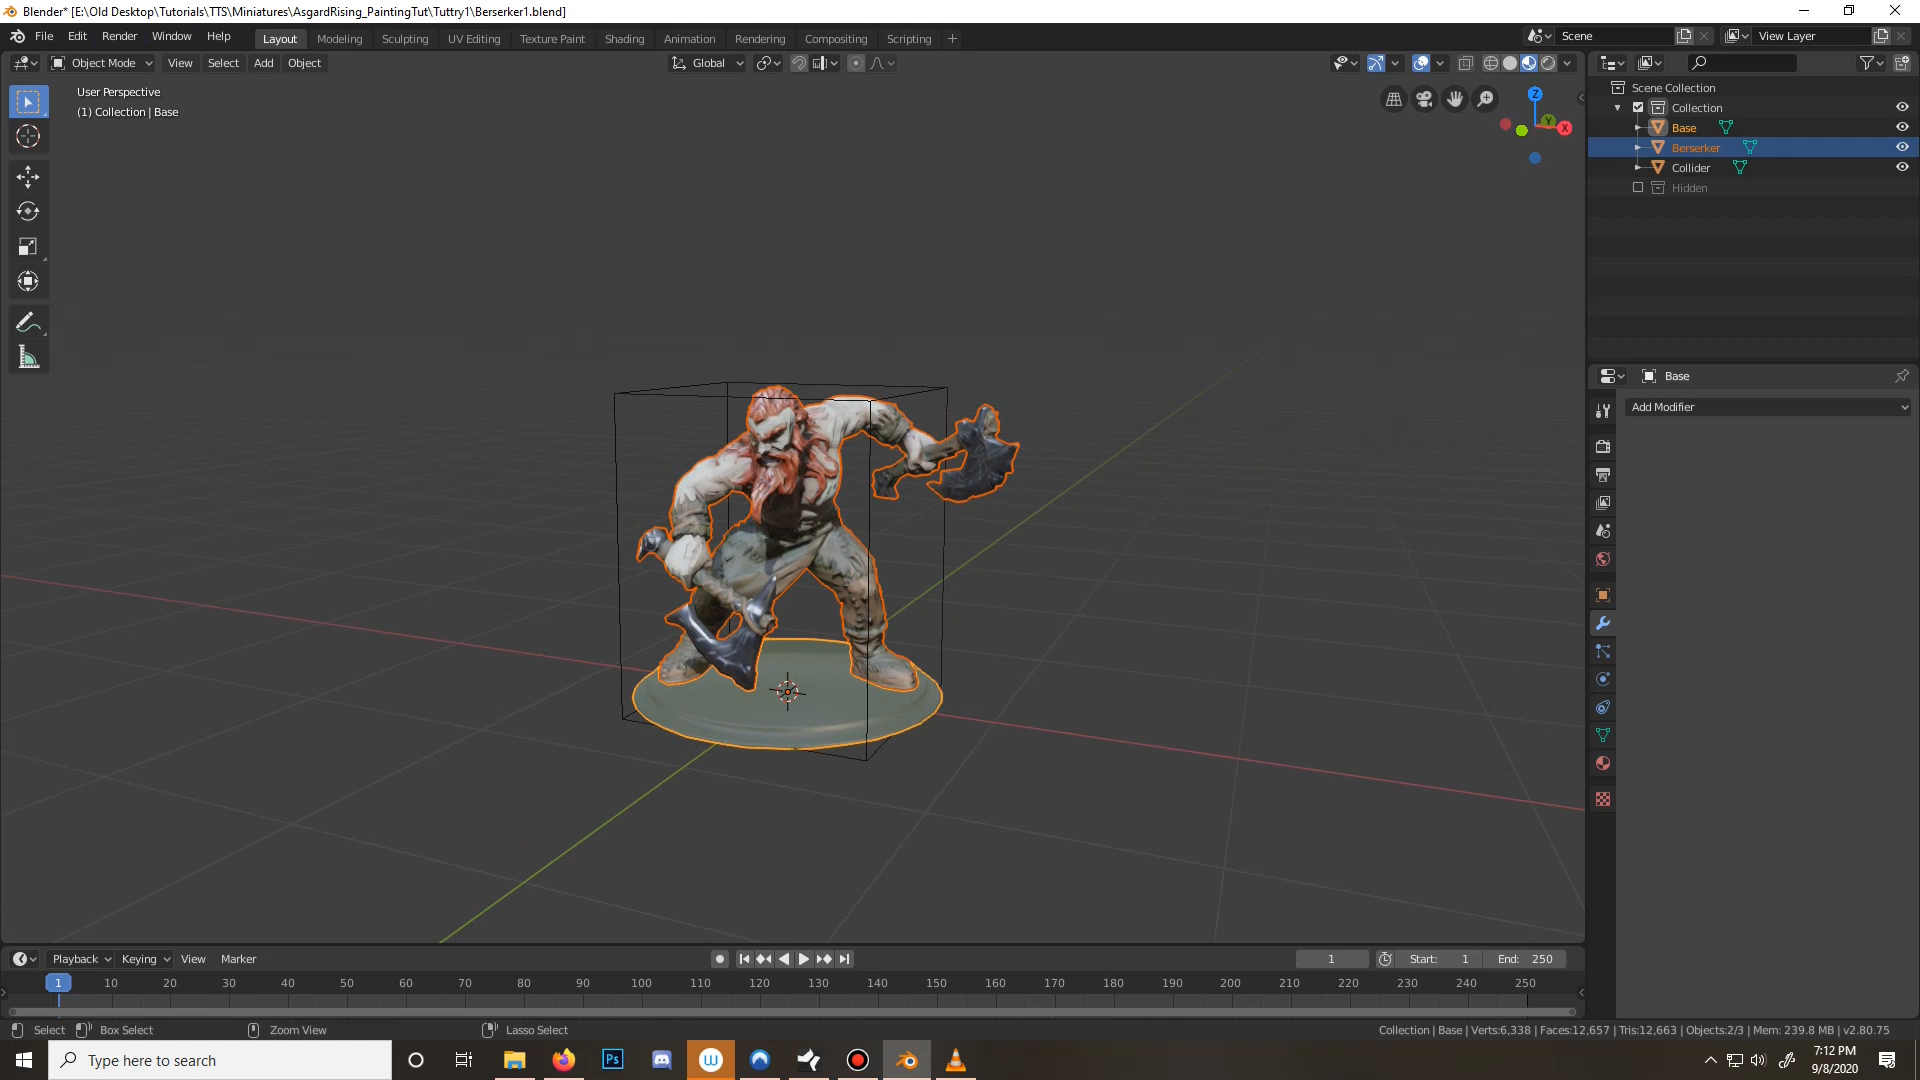 Blender* [E:\Old Desktop\Tutorials\TTS\Miniatures\AsgardRising_PaintingTut\Tuttry1\Berserker1.blend]
File Edit Render Window Help Layout Modeling Sculpting UV Editing Texture Paint Shading Animation Rendering Compositing Scripting + Scene View Layer
Object Mode View Select Add Object Global
User Perspective
(1) Collection | Base
Z
Y
X
Scene Collection
Collection
Base
Berserker
Collider
Hidden
Base
Add Modifier
Playback Keying View Marker 1 Start: 1 End: 250
1 10 20 30 40 50 60 70 80 90 100 110 120 130 140 150 160 170 180 190 200 210 220 230 240 250
Select Box Select Zoom View Lasso Select Collection | Base | Verts:6,338 | Faces:12,657 | Tris:12,663 | Objects:2/3 | Mem: 239.8 MB | v2.80.75
Type here to search Ps W 7:12 PM
9/8/2020